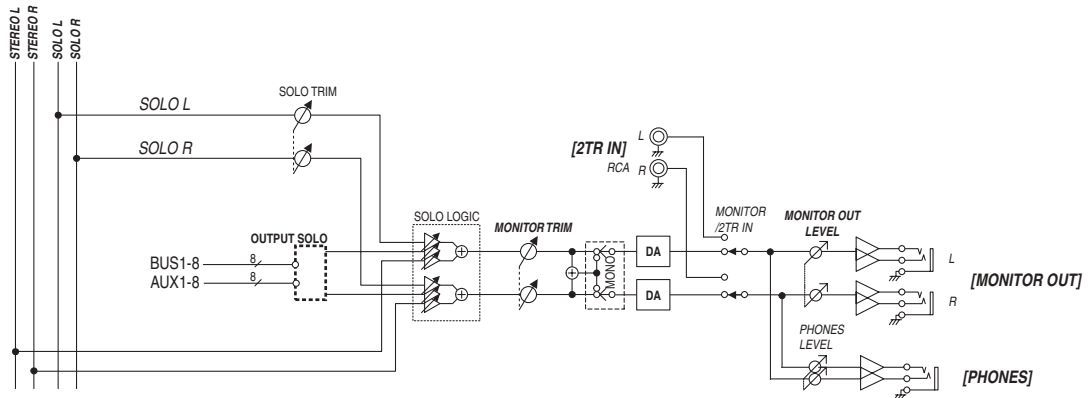 STEREO L
STEREO R
SOLO L
SOLO R
SOLO L
SOLO TRIM
SOLO R
[2TR IN]
L
RCA R
SOLO LOGIC
MONITOR TRIM
MONITOR
/2TR IN
MONITOR OUT
LEVEL
OUTPUT SOLO
BUS1-8
8
AUX1-8
8
MONO
DA
DA
L
[MONITOR OUT]
R
PHONES
LEVEL
[PHONES]